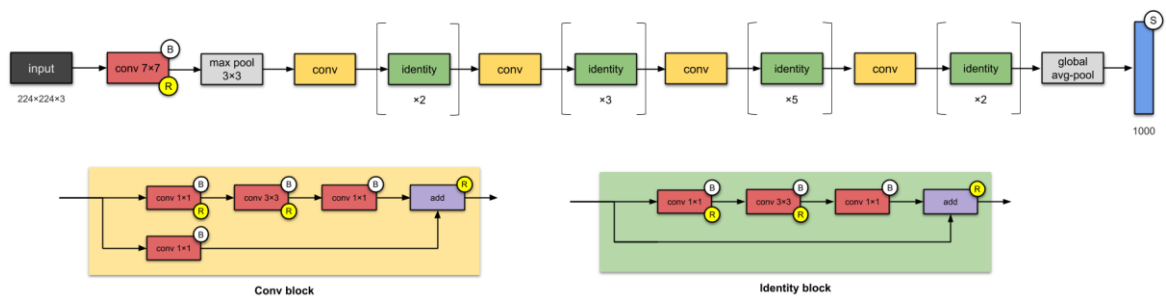 S
B
input
conv 7×7
max pool
3×3
conv
identity
conv
identity
conv
identity
conv
identity
global
avg-pool
R
224×224×3
×2
×3
×5
×2
1000
B
B
B
R
conv 1×1
conv 3×3
conv 1×1
add
R
R
B
conv 1×1
Conv block
B
B
B
R
conv 1×1
conv 3×3
conv 1×1
add
R
R
Identity block